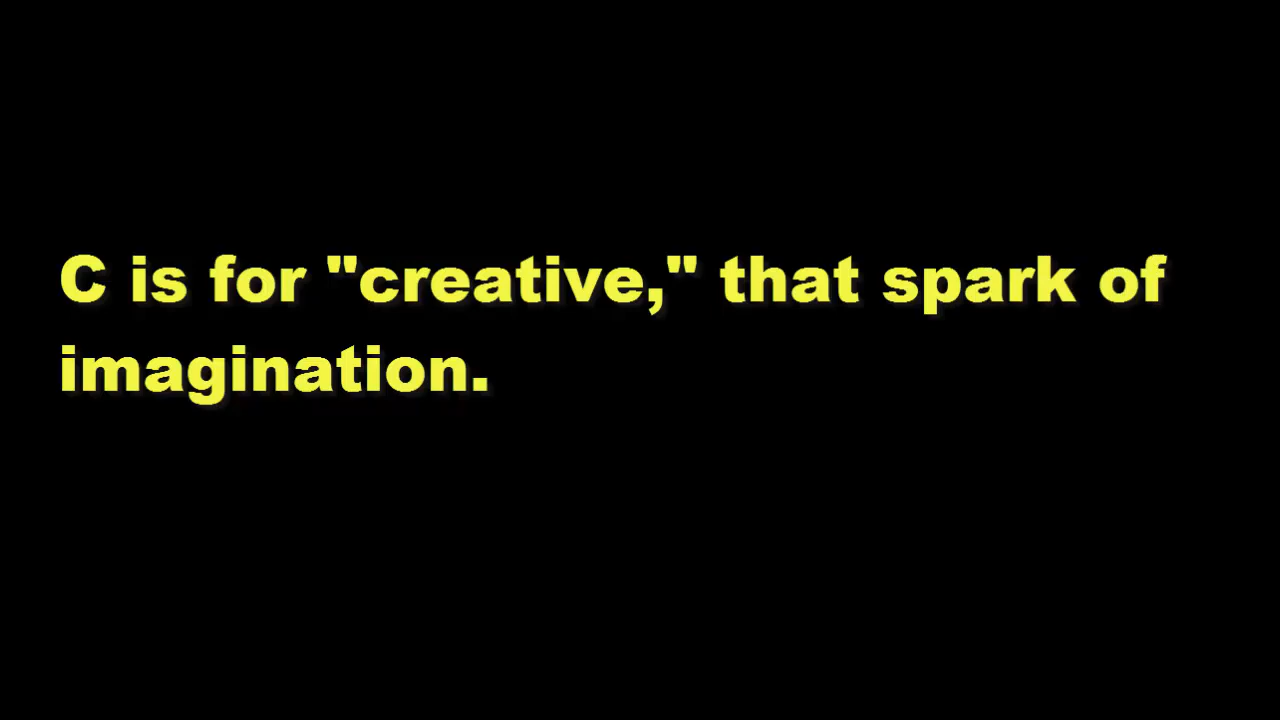 C is for "creative," that spark of
imagination.